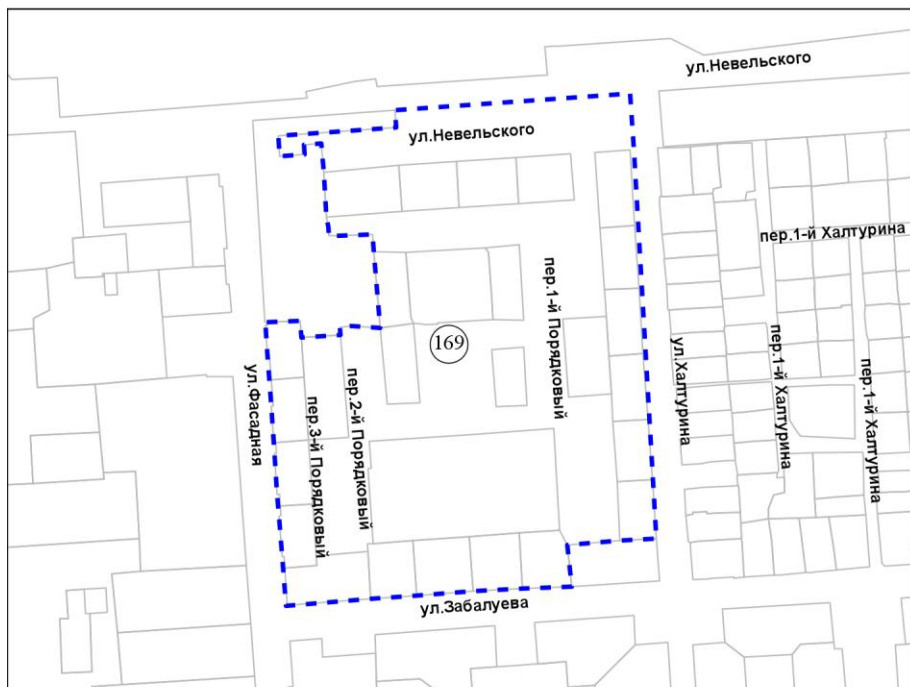 ул.Невельского
ул.Невельского
пер.1-й Халтурина
пер.1-й Порядковый
169
ул.Халтурина
пер.1-й Халтурина
пер.1-й Халтурина
ул.Фасадная
пер.2-й Порядковый
пер.3-й Порядковый
ул.Забалуева